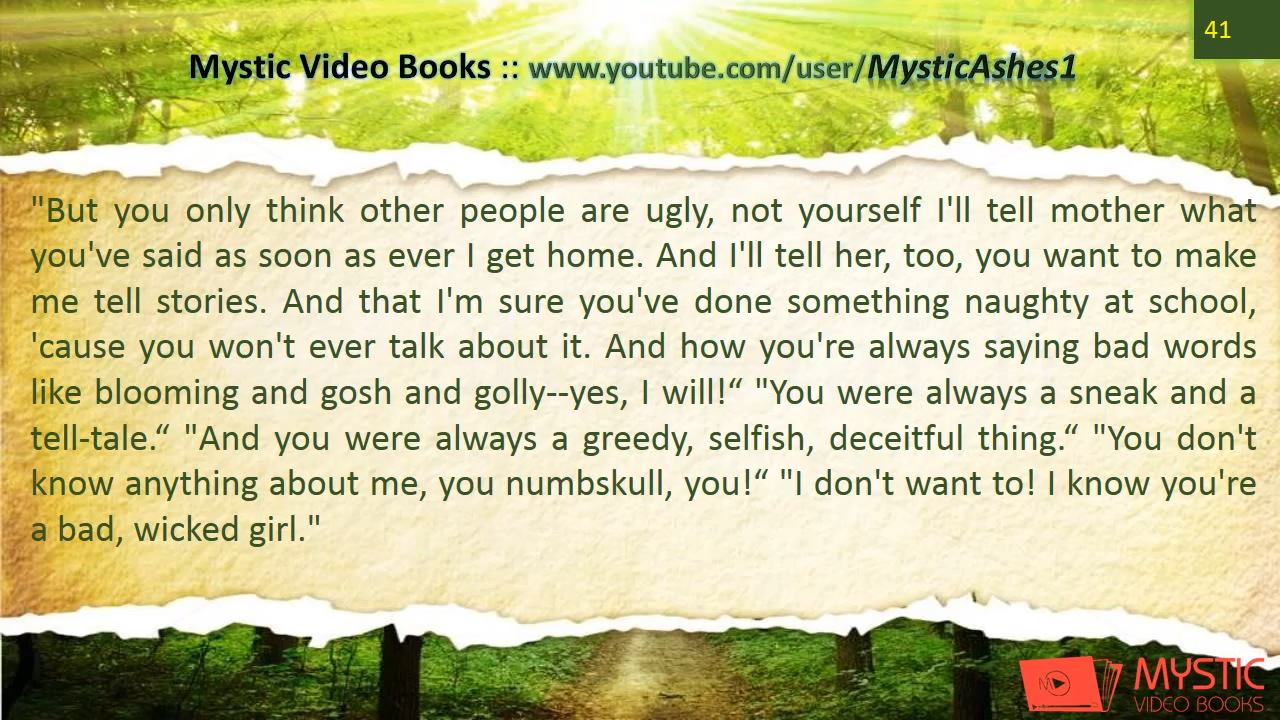 41
Mystic Video Books :: www.youtube.com/user/MysticAshes1
"But you only think other people are ugly, not yourself I'll tell mother what
you've said as soon as ever I get home. And I'll tell her, too, you want to make
me tell stories. And that I'm sure you've done something naughty at school,
'cause you won't ever talk about it. And how you're always saying bad words
like blooming and gosh and golly--yes, I will!“ "You were always a sneak and a
tell-tale.“ "And you were always a greedy, selfish, deceitful thing.“ "You don't
know anything about me, you numbskull, you!“ "I don't want to! I know you're
a bad, wicked girl."
MYSTIC
VIDEO BOOKS